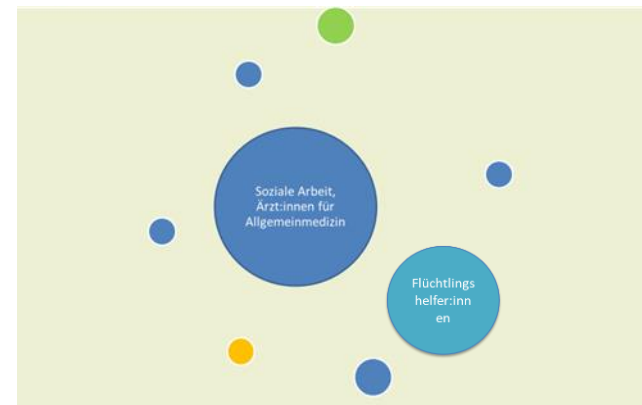 Soziale Arbeit,
Ärzt:innen für
Allgemeinmedizin
Flüchtlings
helfer:inn
en